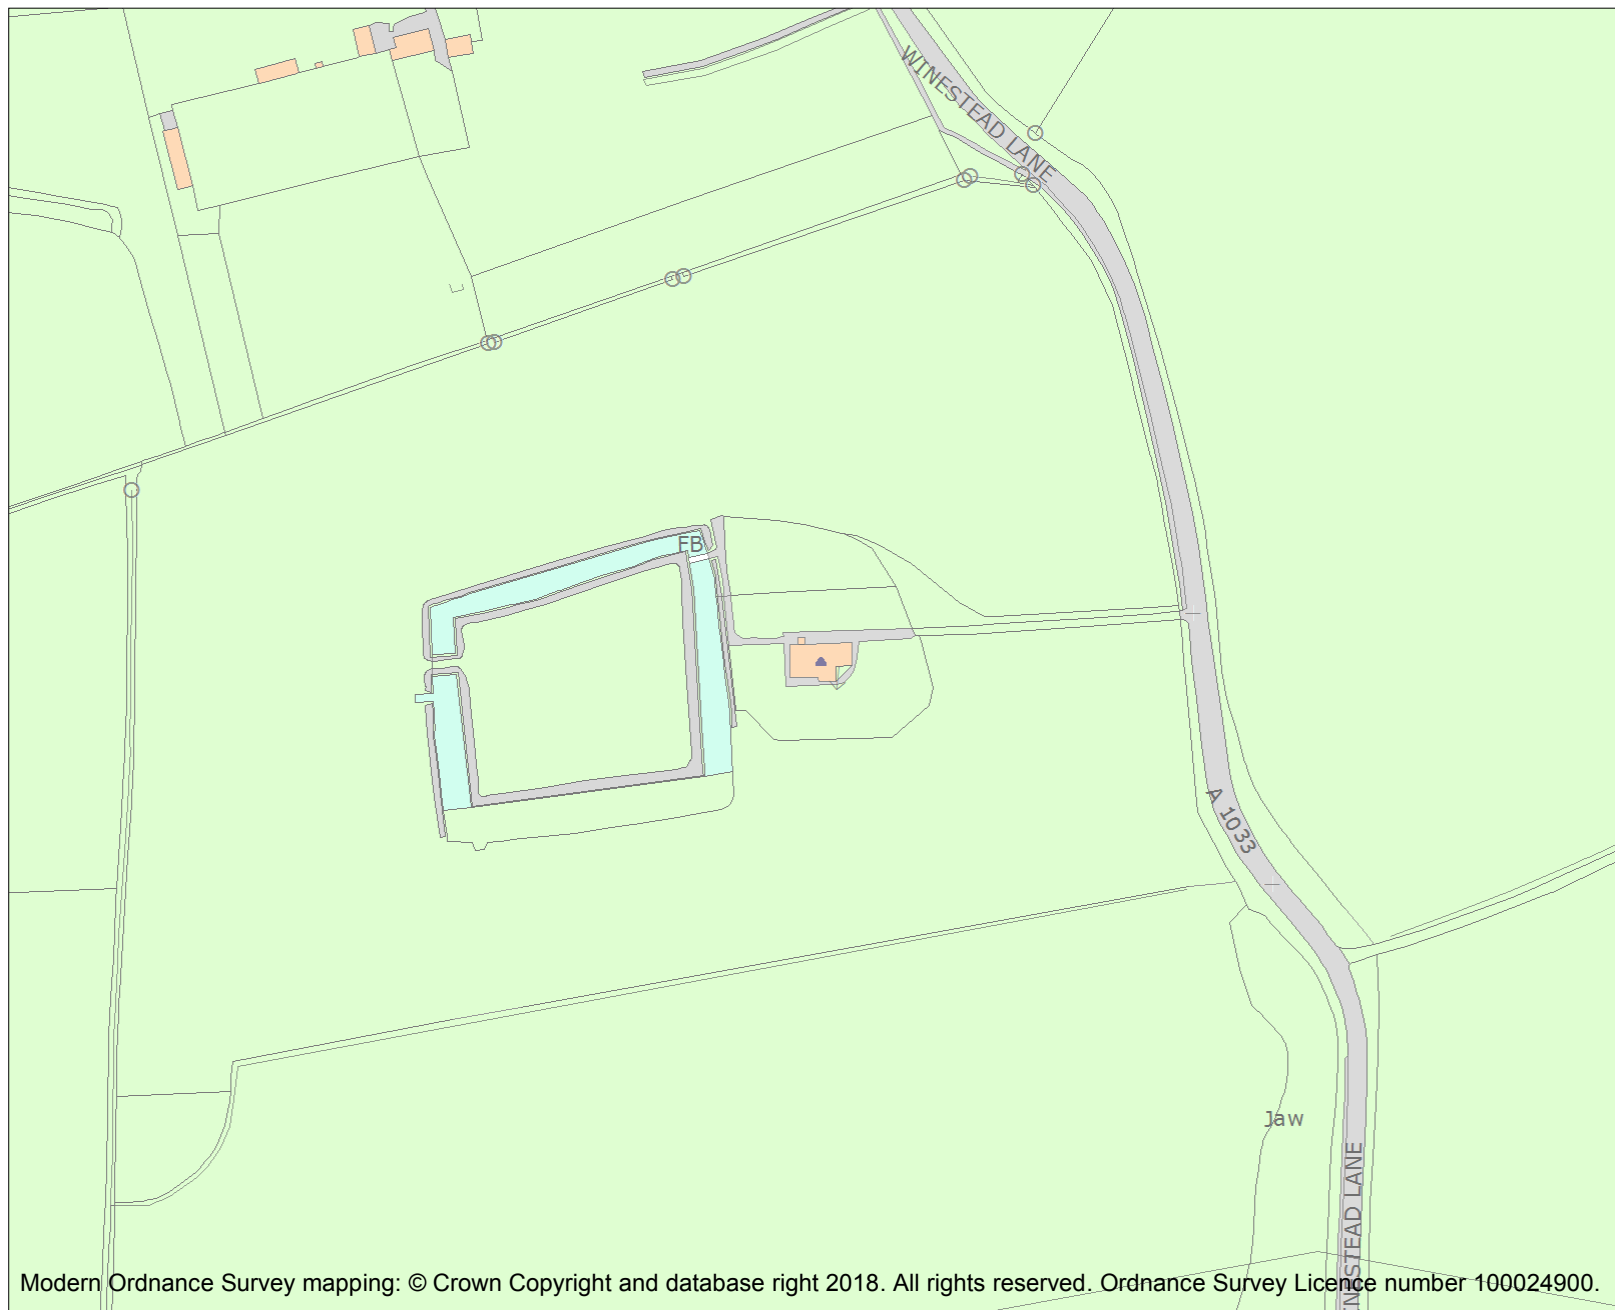 WINESTEAD LANE
FB
A 1033
Jaw
NESTEAD LANE
Modern Ordnance Survey mapping: © Crown Copyright and database right 2018. All rights reserved. Ordnance Survey Licence number 100024900.